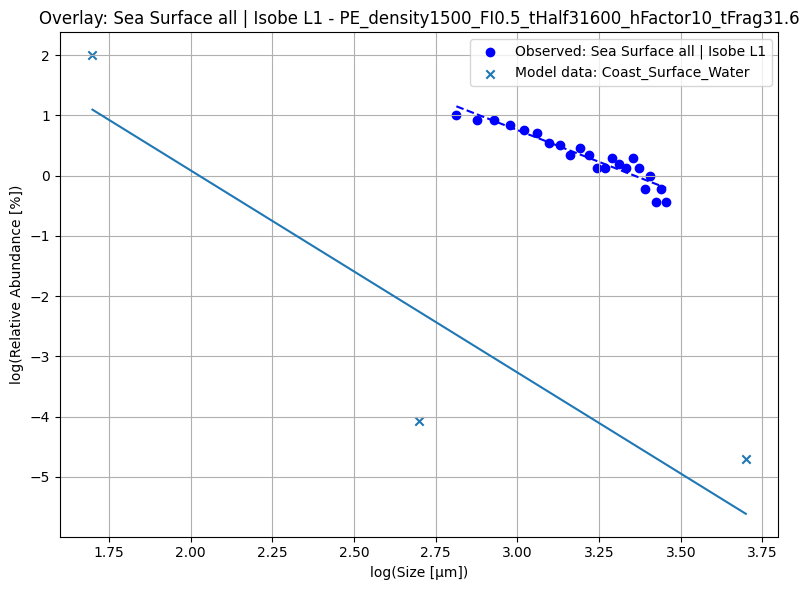 Overlay: Sea Surface all | Isobe L1 - PE_density1500_FI0.5_tHalf31600_hFactor10_tFrag31.6
Observed: Sea Surface all | Isobe L1
Model data: Coast_Surface_Water
log(Relative Abundance [%])
2
1
0
−1
−2
−3
−4
−5
1.75 2.00 2.25 2.50 2.75 3.00 3.25 3.50 3.75
log(Size [µm])